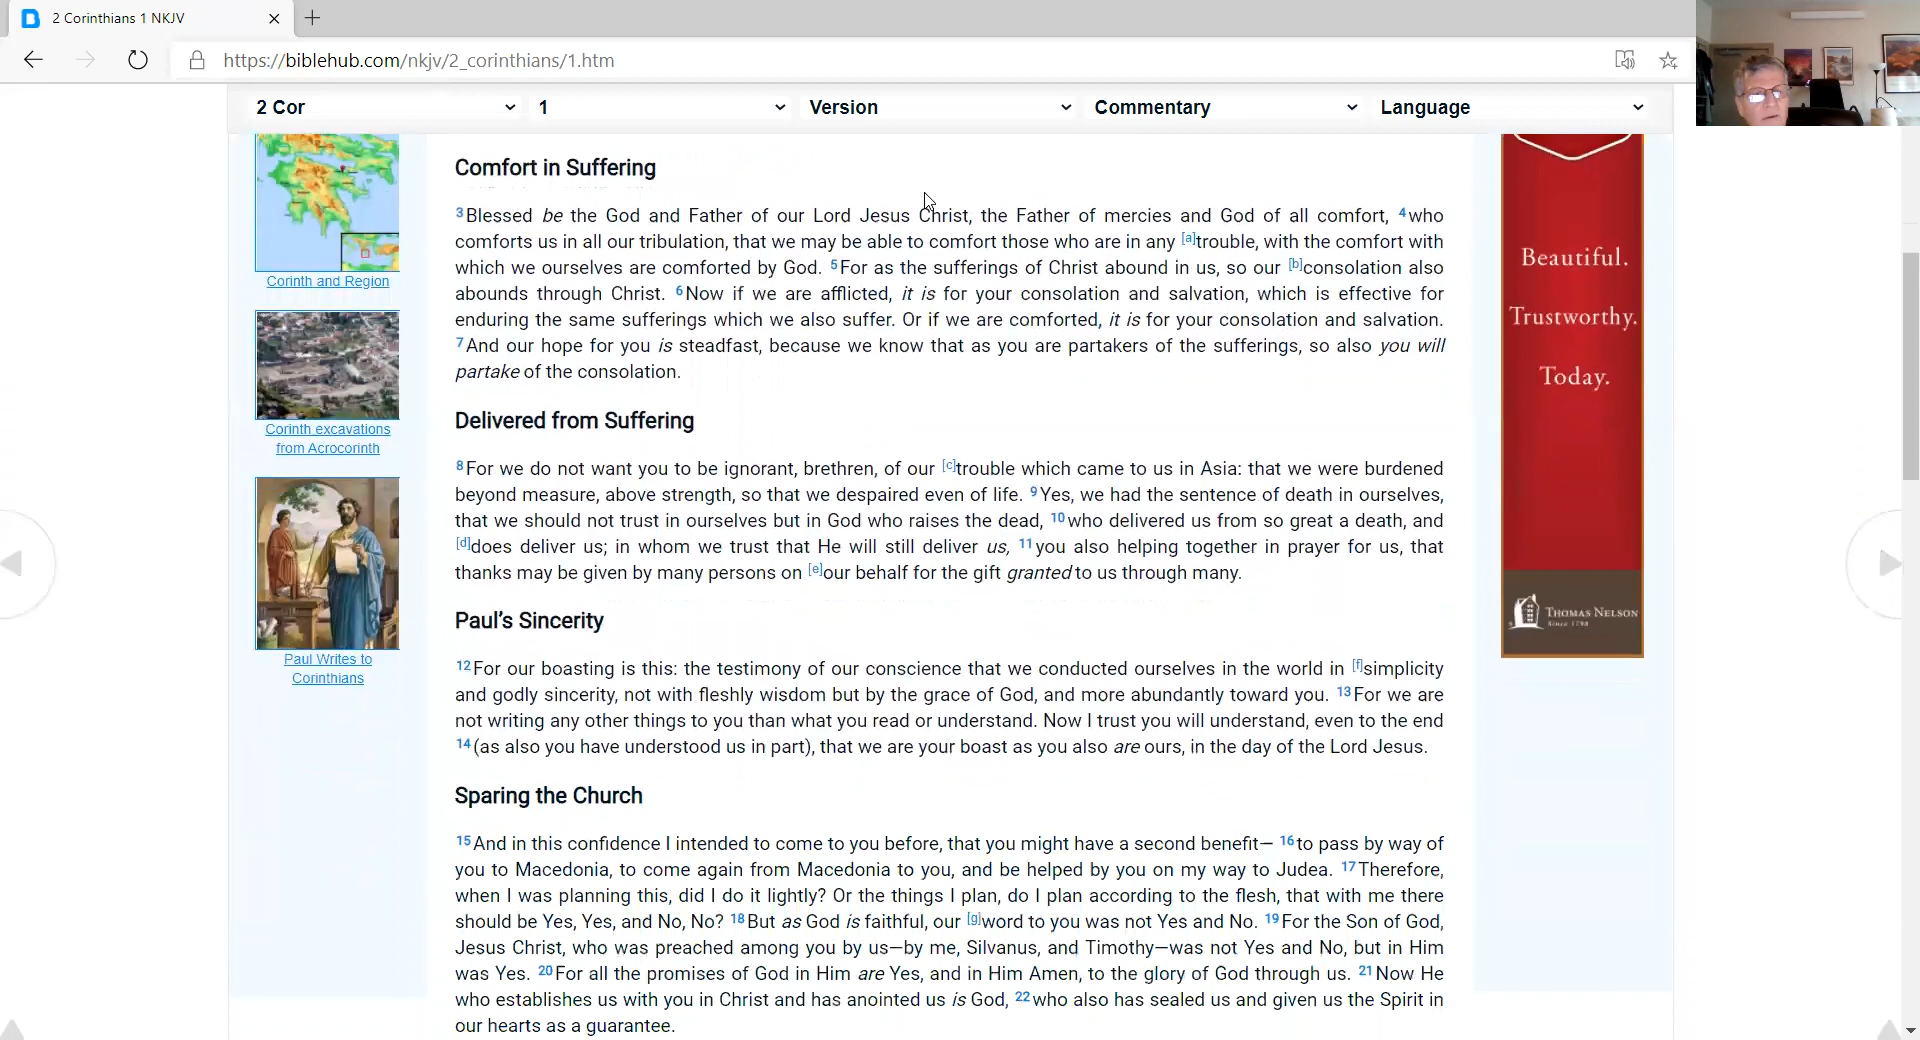 2 Corinthians 1 NKJV
https://biblehub.com/nkjv/2_corinthians/1.htm
2 Cor 1 Version Commentary Language
Comfort in Suffering
3Blessed be the God and Father of our Lord Jesus Christ, the Father of mercies and God of all comfort, 4who
comforts us in all our tribulation, that we may be able to comfort those who are in any [a]trouble, with the comfort with
which we ourselves are comforted by God. 5For as the sufferings of Christ abound in us, so our [b]consolation also
abounds through Christ. 6Now if we are afflicted, it is for your consolation and salvation, which is effective for
enduring the same sufferings which we also suffer. Or if we are comforted, it is for your consolation and salvation.
7And our hope for you is steadfast, because we know that as you are partakers of the sufferings, so also you will
partake of the consolation.
Delivered from Suffering
8For we do not want you to be ignorant, brethren, of our [c]trouble which came to us in Asia: that we were burdened
beyond measure, above strength, so that we despaired even of life. 9Yes, we had the sentence of death in ourselves,
that we should not trust in ourselves but in God who raises the dead, 10who delivered us from so great a death, and
[d]does deliver us; in whom we trust that He will still deliver us, 11you also helping together in prayer for us, that
thanks may be given by many persons on [e]our behalf for the gift granted to us through many.
Paul's Sincerity
12For our boasting is this: the testimony of our conscience that we conducted ourselves in the world in [f]simplicity
and godly sincerity, not with fleshly wisdom but by the grace of God, and more abundantly toward you. 13For we are
not writing any other things to you than what you read or understand. Now I trust you will understand, even to the end
14(as also you have understood us in part), that we are your boast as you also are ours, in the day of the Lord Jesus.
Sparing the Church
15And in this confidence I intended to come to you before, that you might have a second benefit— 16to pass by way of
you to Macedonia, to come again from Macedonia to you, and be helped by you on my way to Judea. 17Therefore,
when I was planning this, did I do it lightly? Or the things I plan, do I plan according to the flesh, that with me there
should be Yes, Yes, and No, No? 18But as God is faithful, our [g]word to you was not Yes and No. 19For the Son of God,
Jesus Christ, who was preached among you by us—by me, Silvanus, and Timothy—was not Yes and No, but in Him
was Yes. 20For all the promises of God in Him are Yes, and in Him Amen, to the glory of God through us. 21Now He
who establishes us with you in Christ and has anointed us is God, 22who also has sealed us and given us the Spirit in
our hearts as a guarantee.
Corinth and Region
Corinth excavations
from Acrocorinth
Paul Writes to
Corinthians
Beautiful.
Trustworthy.
Today.
THOMAS NELSON
Since 1798